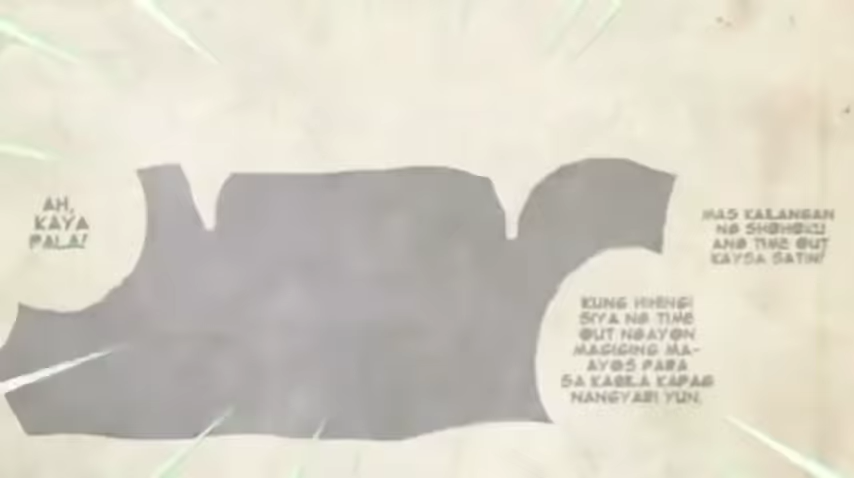 AH,
KAYA
PALA!
MAS KAILANGAN
NG SHOHOKU
ANG TIME OUT
KAYSA SATIN!
KUNG HIHINGI
SIYA NG TIME
OUT NGAYON
MAGIGING MA-
AYOS PARA
SA KABILA KAPAG
NANGYARI YUN.